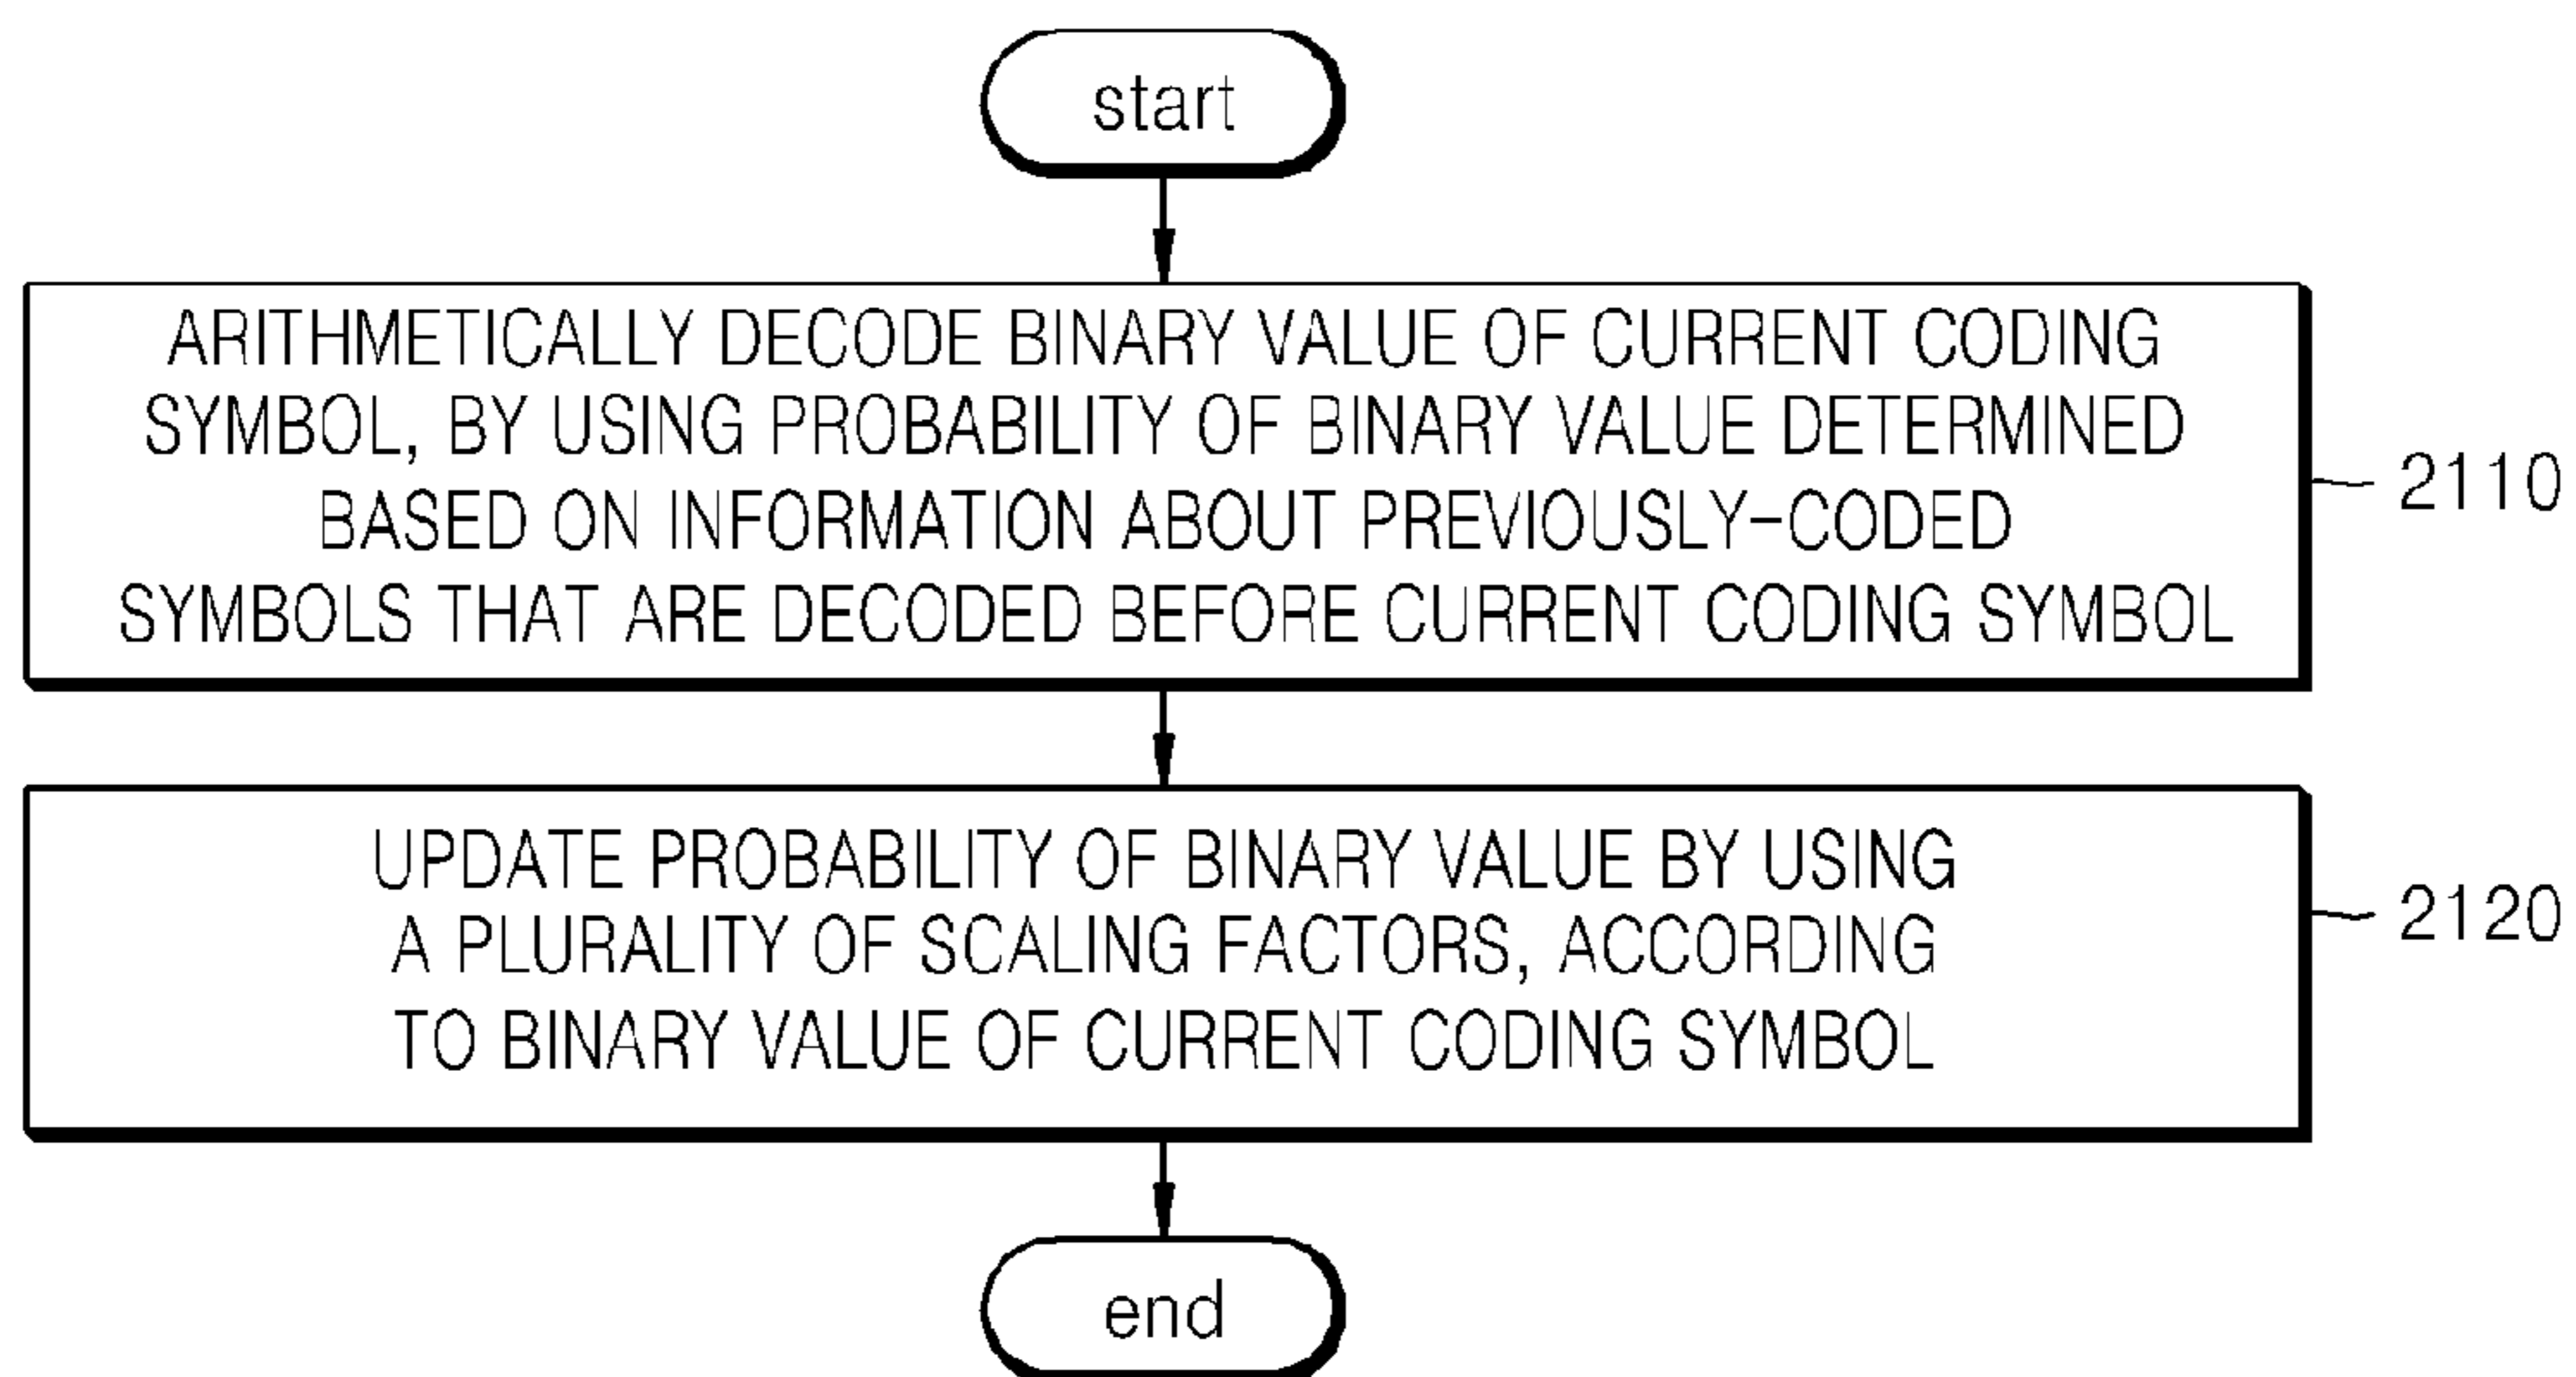 start
ARITHMETICALLY DECODE BINARY VALUE OF CURRENT CODING
SYMBOL, BY USING PROBABILITY OF BINARY VALUE DETERMINED
BASED ON INFORMATION ABOUT PREVIOUSLY-CODED
SYMBOLS THAT ARE DECODED BEFORE CURRENT CODING SYMBOL
2110
UPDATE PROBABILITY OF BINARY VALUE BY USING
A PLURALITY OF SCALING FACTORS, ACCORDING
TO BINARY VALUE OF CURRENT CODING SYMBOL
2120
end